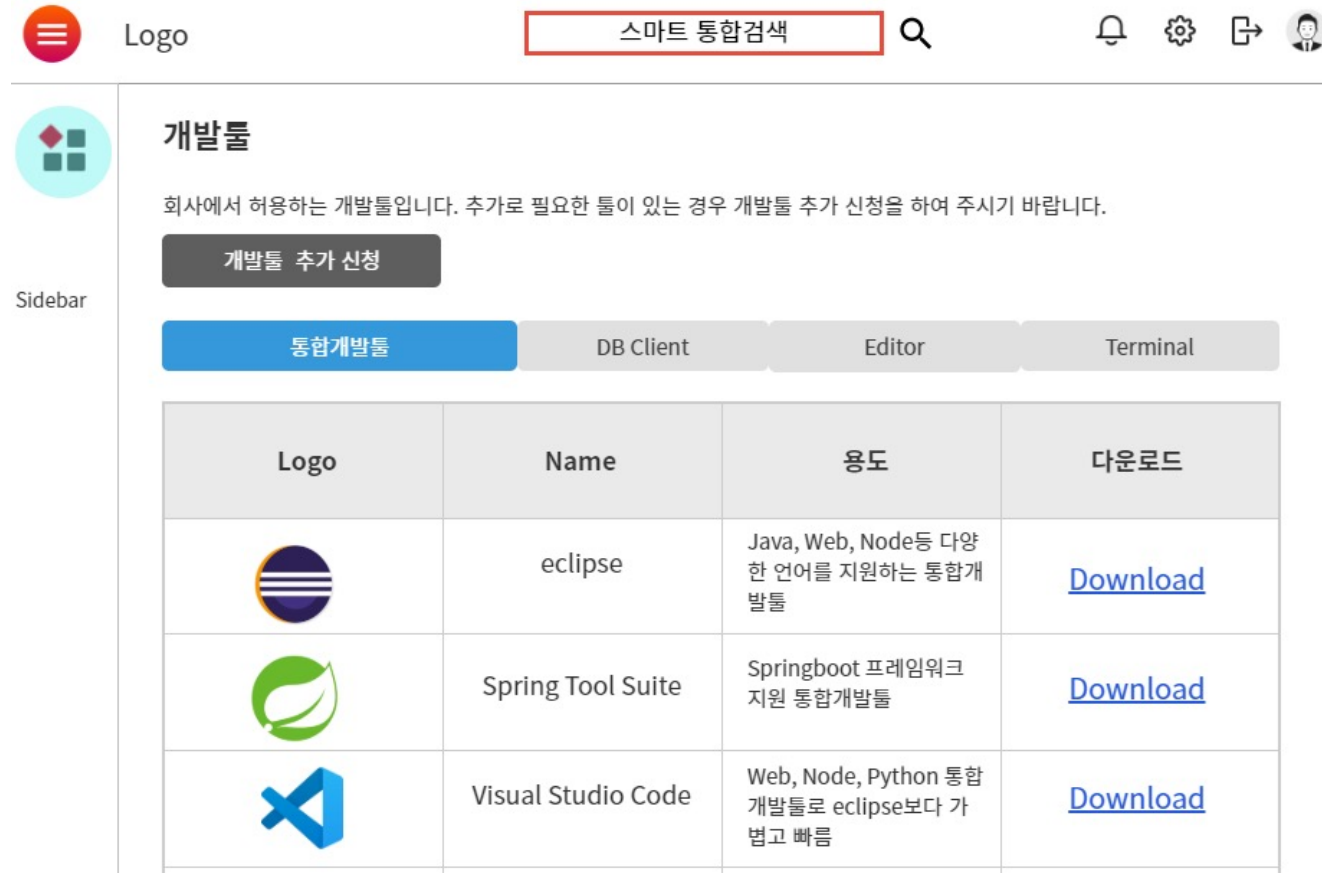 Logo
스마트 통합검색
Sidebar
개발툴
회사에서 허용하는 개발툴입니다. 추가로 필요한 툴이 있는 경우 개발툴 추가 신청을 하여 주시기 바랍니다.
개발툴 추가 신청
통합개발툴
DB Client
Editor
Terminal
Logo
Name
용도
다운로드
eclipse
Java, Web, Node등 다양
한 언어를 지원하는 통합개
발툴
Download
Spring Tool Suite
Springboot 프레임워크
지원 통합개발툴
Download
Visual Studio Code
Web, Node, Python 통합
개발툴로 eclipse보다 가
볍고 빠름
Download